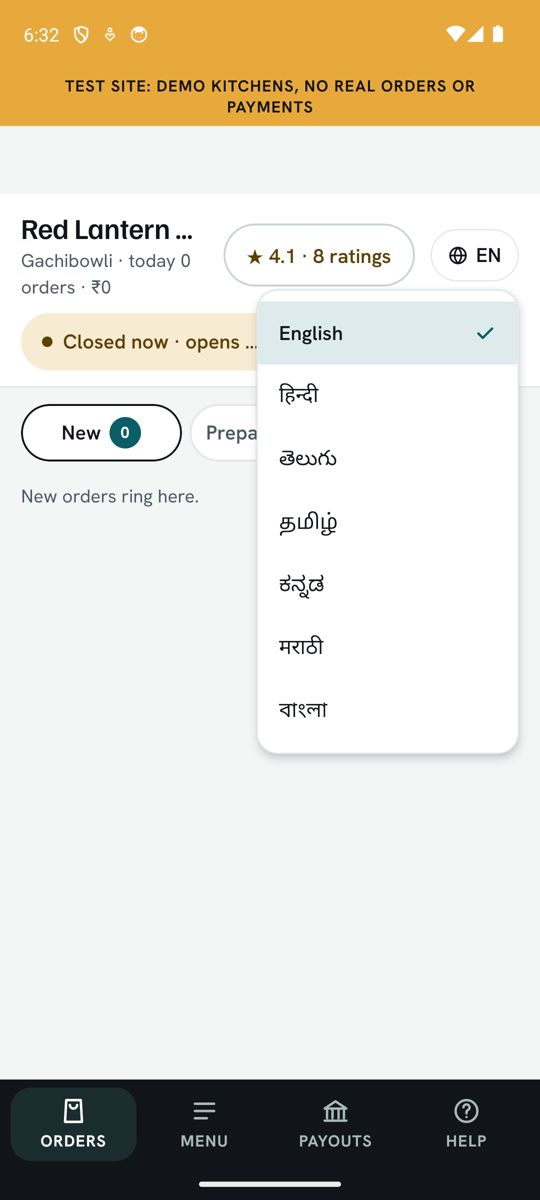 6:32
TEST SITE: DEMO KITCHENS, NO REAL ORDERS OR
PAYMENTS
Red Lantern ...
Gachibowli · today 0
orders · ₹0
★ 4.1 · 8 ratings
EN
Closed now · opens ...
English
हिन्दी
తెలుగు
தமிழ்
ಕನ್ನಡ
मराठी
বাংলা
New 0
Prepa
New orders ring here.
ORDERS
MENU
PAYOUTS
HELP